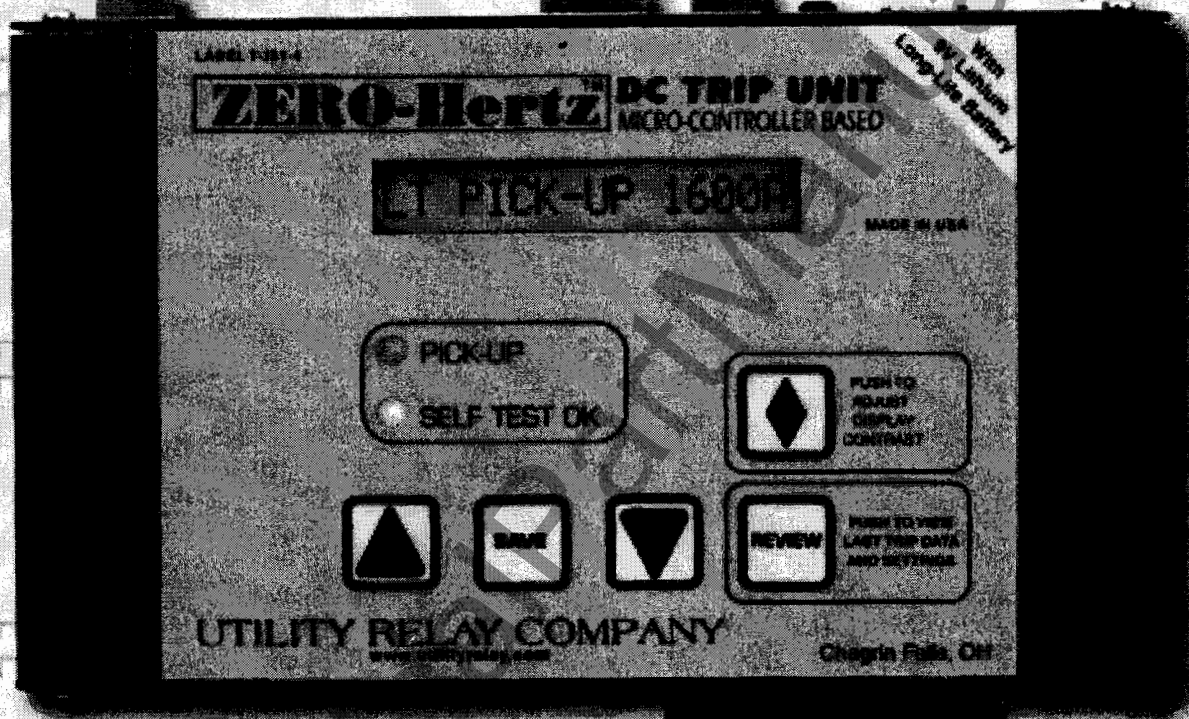 With
9V Lithium
Long-Life Battery
ZERO-Hertz™
DC TRIP UNIT
MICRO-CONTROLLER BASED
LT PICK-UP 1600A
MADE IN USA
PICK-UP
SELF TEST OK
PUSH TO
ADJUST
DISPLAY
CONTRAST
SAVE
REVIEW
PUSH TO VIEW
LAST TRIP DATA
AND SETTINGS
UTILITY RELAY COMPANY
Chagrin Falls, OH